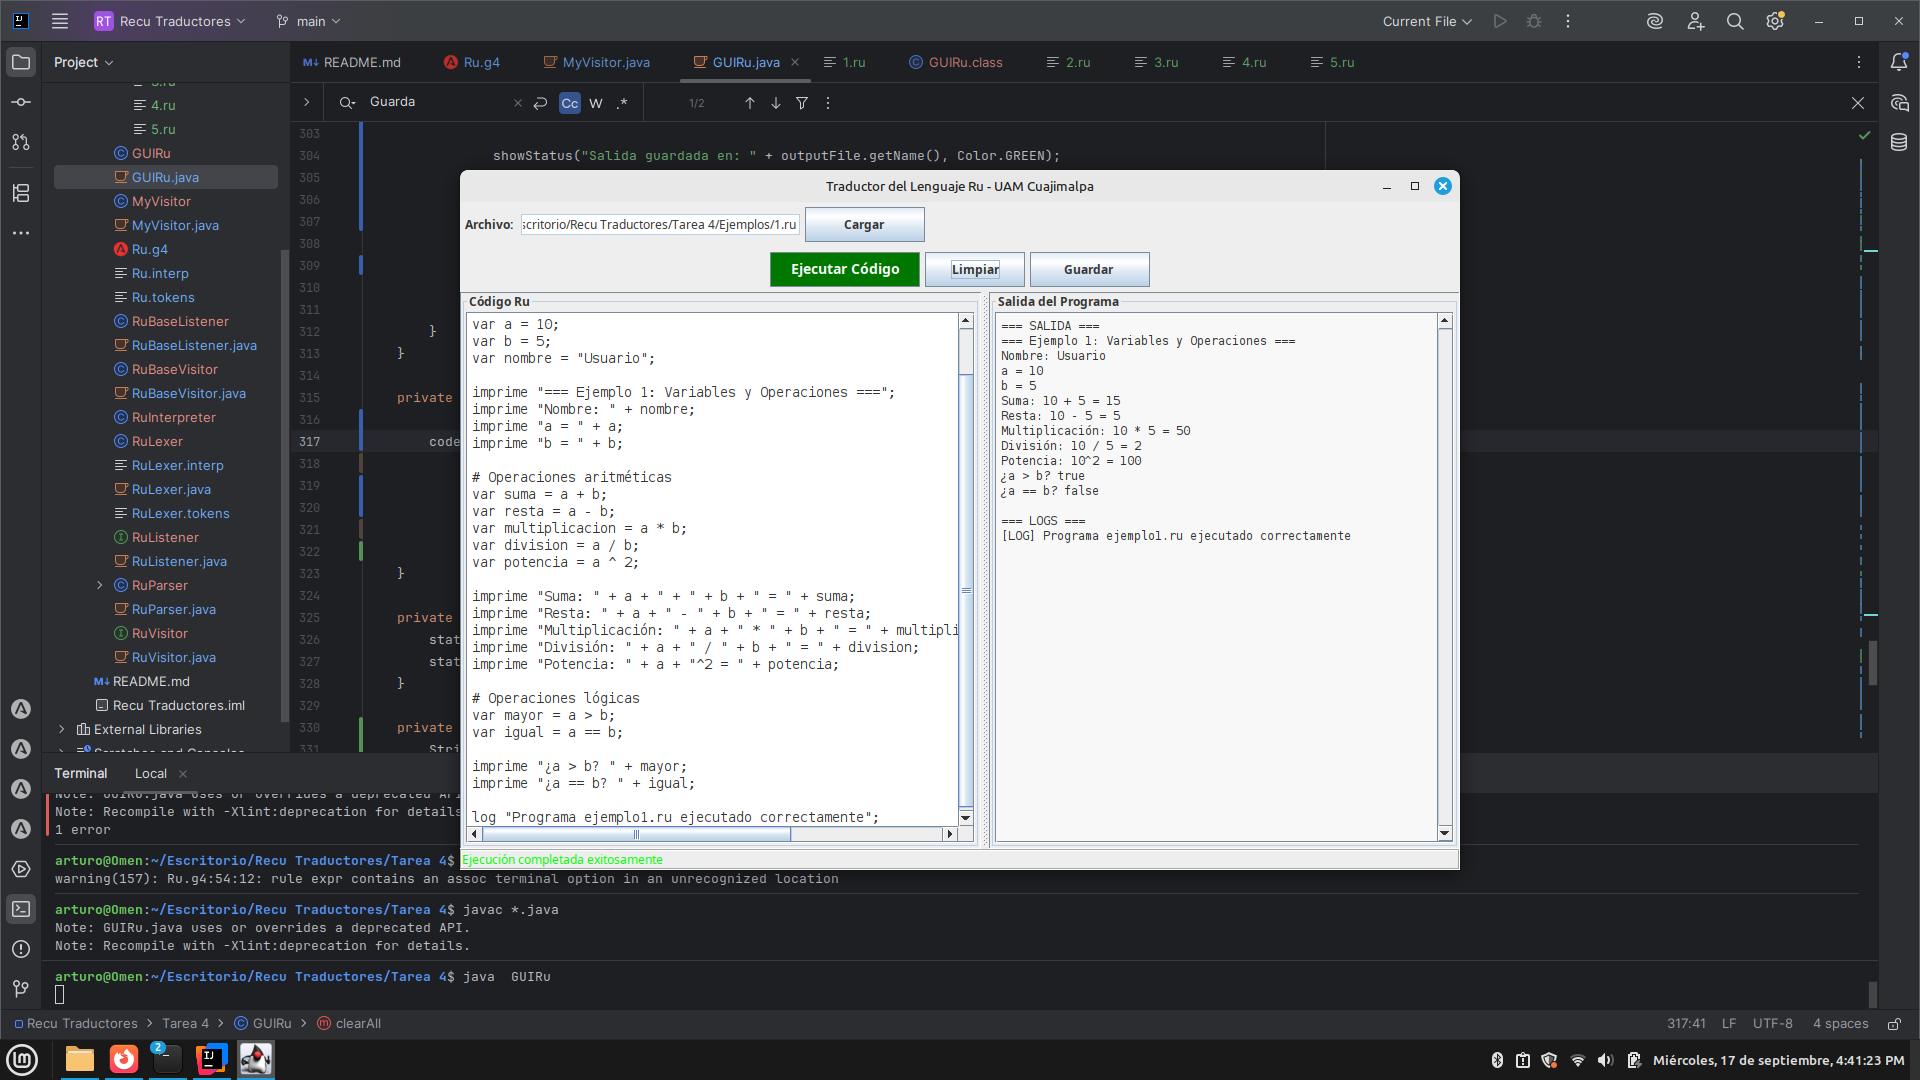 RT Recu Traductores main Current File
Project
README.md Ru.g4 MyVisitor.java GUIRu.java 1.ru GUIRu.class 2.ru 3.ru 4.ru 5.ru
Guarda Cc W .* 1/2
3.ru
4.ru
5.ru
GUIRu
GUIRu.java
MyVisitor
MyVisitor.java
Ru.g4
Ru.interp
Ru.tokens
RuBaseListener
RuBaseListener.java
RuBaseVisitor
RuBaseVisitor.java
RuInterpreter
RuLexer
RuLexer.interp
RuLexer.java
RuLexer.tokens
RuListener
RuListener.java
RuParser
RuParser.java
RuVisitor
RuVisitor.java
README.md
Recu Traductores.iml
External Libraries
Scratches and Consoles
303
304 showStatus("Salida guardada en: " + outputFile.getName(), Color.GREEN);
305
306
307
308
309
310
311
312 }
313 }
314
315 private
316
317 code
318
319
320
321
322
323 }
324
325 private
326 stat
327 stat
328 }
329
330 private
331 Stri
Traductor del Lenguaje Ru - UAM Cuajimalpa
Archivo: scritorio/Recu Traductores/Tarea 4/Ejemplos/1.ru Cargar
Ejecutar Código Limpiar Guardar
Código Ru
var a = 10;
var b = 5;
var nombre = "Usuario";
imprime "=== Ejemplo 1: Variables y Operaciones ===";
imprime "Nombre: " + nombre;
imprime "a = " + a;
imprime "b = " + b;
# Operaciones aritméticas
var suma = a + b;
var resta = a - b;
var multiplicacion = a * b;
var division = a / b;
var potencia = a ^ 2;
imprime "Suma: " + a + " + " + b + " = " + suma;
imprime "Resta: " + a + " - " + b + " = " + resta;
imprime "Multiplicación: " + a + " * " + b + " = " + multipli
imprime "División: " + a + " / " + b + " = " + division;
imprime "Potencia: " + a + "^2 = " + potencia;
# Operaciones lógicas
var mayor = a > b;
var igual = a == b;
imprime "¿a > b? " + mayor;
imprime "¿a == b? " + igual;
log "Programa ejemplo1.ru ejecutado correctamente";
Salida del Programa
=== SALIDA ===
=== Ejemplo 1: Variables y Operaciones ===
Nombre: Usuario
a = 10
b = 5
Suma: 10 + 5 = 15
Resta: 10 - 5 = 5
Multiplicación: 10 * 5 = 50
División: 10 / 5 = 2
Potencia: 10^2 = 100
¿a > b? true
¿a == b? false
=== LOGS ===
[LOG] Programa ejemplo1.ru ejecutado correctamente
Ejecución completada exitosamente
Terminal Local
Note: GUIRu.java uses or overrides a deprecated API
Note: Recompile with -Xlint:deprecation for details
1 error
arturo@Omen:~/Escritorio/Recu Traductores/Tarea 4$
warning(157): Ru.g4:54:12: rule expr contains an assoc terminal option in an unrecognized location
arturo@Omen:~/Escritorio/Recu Traductores/Tarea 4$ javac *.java
Note: GUIRu.java uses or overrides a deprecated API.
Note: Recompile with -Xlint:deprecation for details.
arturo@Omen:~/Escritorio/Recu Traductores/Tarea 4$ java  GUIRu
Recu Traductores > Tarea 4 > GUIRu > clearAll 317:41 LF UTF-8 4 spaces
2 Miércoles, 17 de septiembre, 4:41:23 PM